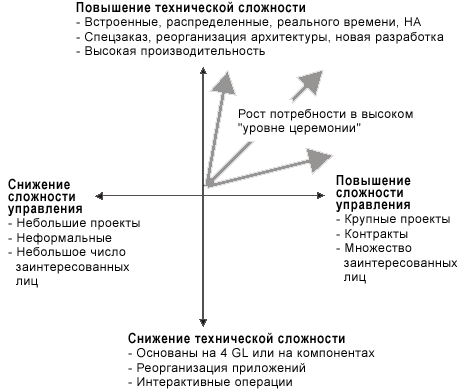 Повышение технической сложности
- Встроенные, распределенные, реального времени, НА
- Спецзаказ, реорганизация архитектуры, новая разработка
- Высокая производительность
Рост потребности в высоком
"уровне церемонии"
Снижение
сложности
управления
- Небольшие проекты
- Неформальные
- Небольшое число
заинтересованных
лиц
Повышение
сложности
управления
- Крупные проекты
- Контракты
- Множество
заинтересованных
лиц
Снижение технической сложности
- Основаны на 4 GL или на компонентах
- Реорганизация приложений
- Интерактивные операции